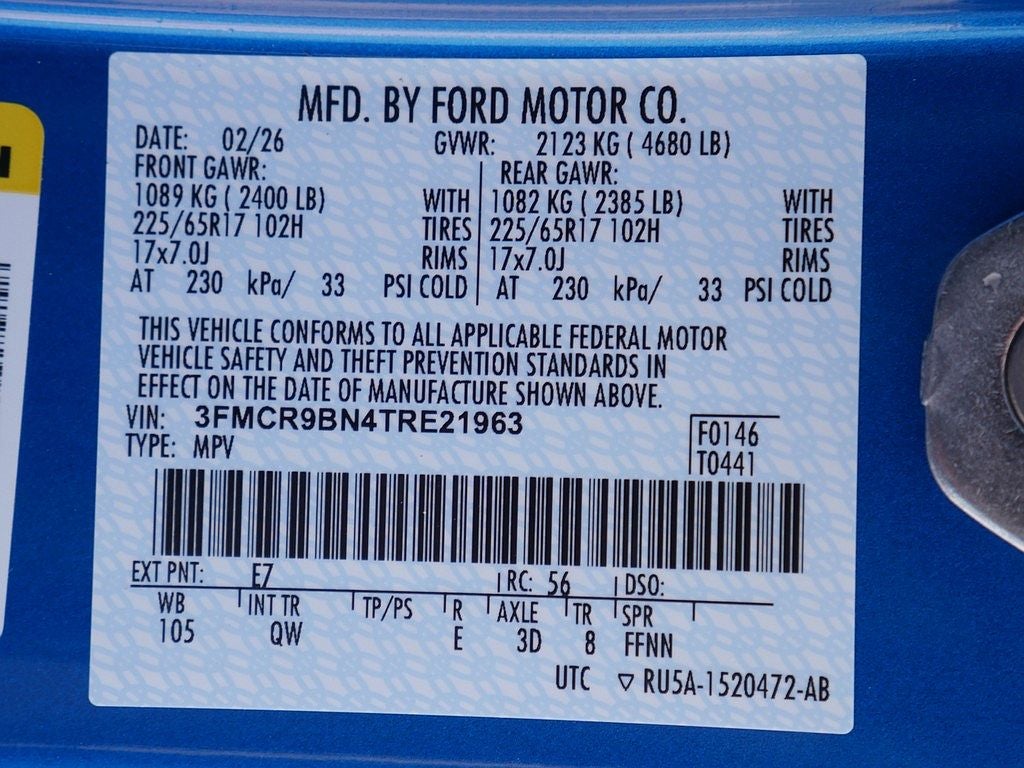 MFD. BY FORD MOTOR CO.
DATE: 02/26 GVWR: 2123 KG ( 4680 LB)
FRONT GAWR: REAR GAWR:
1089 KG ( 2400 LB) WITH 1082 KG ( 2385 LB) WITH
225/65R17 102H TIRES 225/65R17 102H TIRES
17x7.0J RIMS 17x7.0J RIMS
AT 230 kPa/ 33 PSI COLD AT 230 kPa/ 33 PSI COLD
THIS VEHICLE CONFORMS TO ALL APPLICABLE FEDERAL MOTOR
VEHICLE SAFETY AND THEFT PREVENTION STANDARDS IN
EFFECT ON THE DATE OF MANUFACTURE SHOWN ABOVE.
VIN: 3FMCR9BN4TRE21963
F0146
TYPE: MPV
T0441
EXT PNT: E7 RC: 56 DSO:
WB INT TR TP/PS R AXLE TR SPR
105 QW E 3D 8 FFNN
UTC ▽ RU5A-1520472-AB